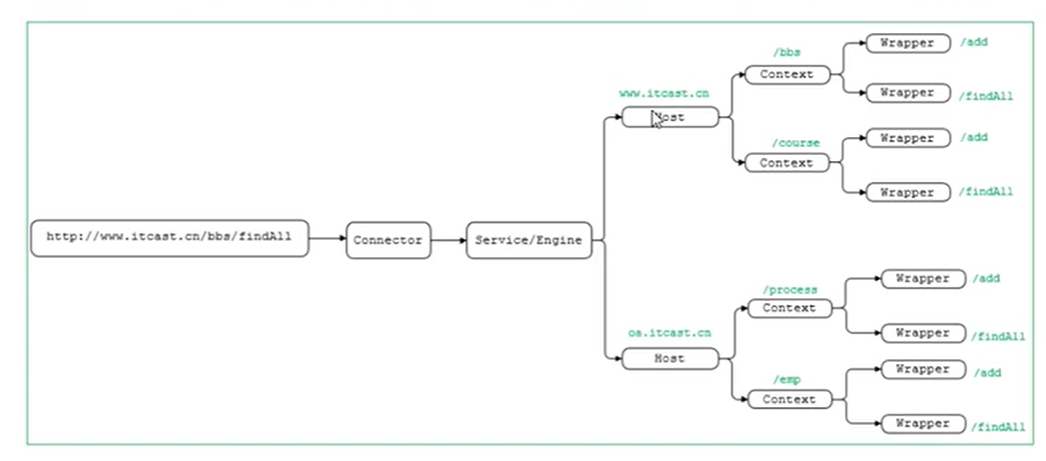 http://www.itcast.cn/bbs/findAll
Connector
Service/Engine
www.itcast.cn
Host
/bbs
Context
Wrapper
/add
Wrapper
/findAll
/course
Context
Wrapper
/add
Wrapper
/findAll
oa.itcast.cn
Host
/process
Context
Wrapper
/add
Wrapper
/findAll
/emp
Context
Wrapper
/add
Wrapper
/findAll